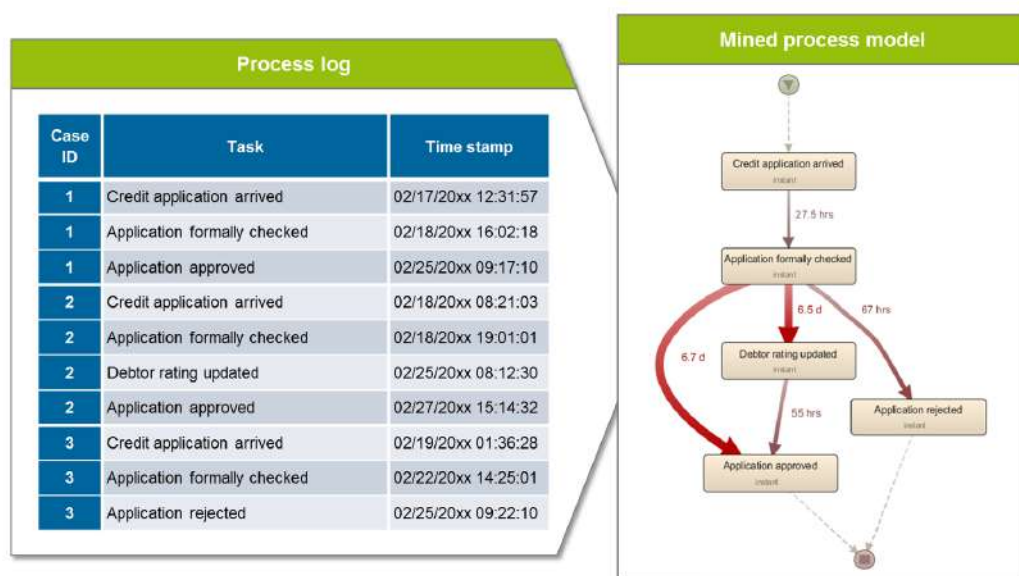 Process log
Case ID Task Time stamp
1 Credit application arrived 02/17/20xx 12:31:57
1 Application formally checked 02/18/20xx 16:02:18
1 Application approved 02/25/20xx 09:17:10
2 Credit application arrived 02/18/20xx 08:21:03
2 Application formally checked 02/18/20xx 19:01:01
2 Debtor rating updated 02/25/20xx 08:12:30
2 Application approved 02/27/20xx 15:14:32
3 Credit application arrived 02/19/20xx 01:36:28
3 Application formally checked 02/22/20xx 14:25:01
3 Application rejected 02/25/20xx 09:22:10
Mined process model
Credit application arrived
instant
27.5 hrs
Application formally checked
instant
6.5 d
67 hrs
6.7 d
Debtor rating updated
instant
55 hrs
Application rejected
instant
Application approved
instant